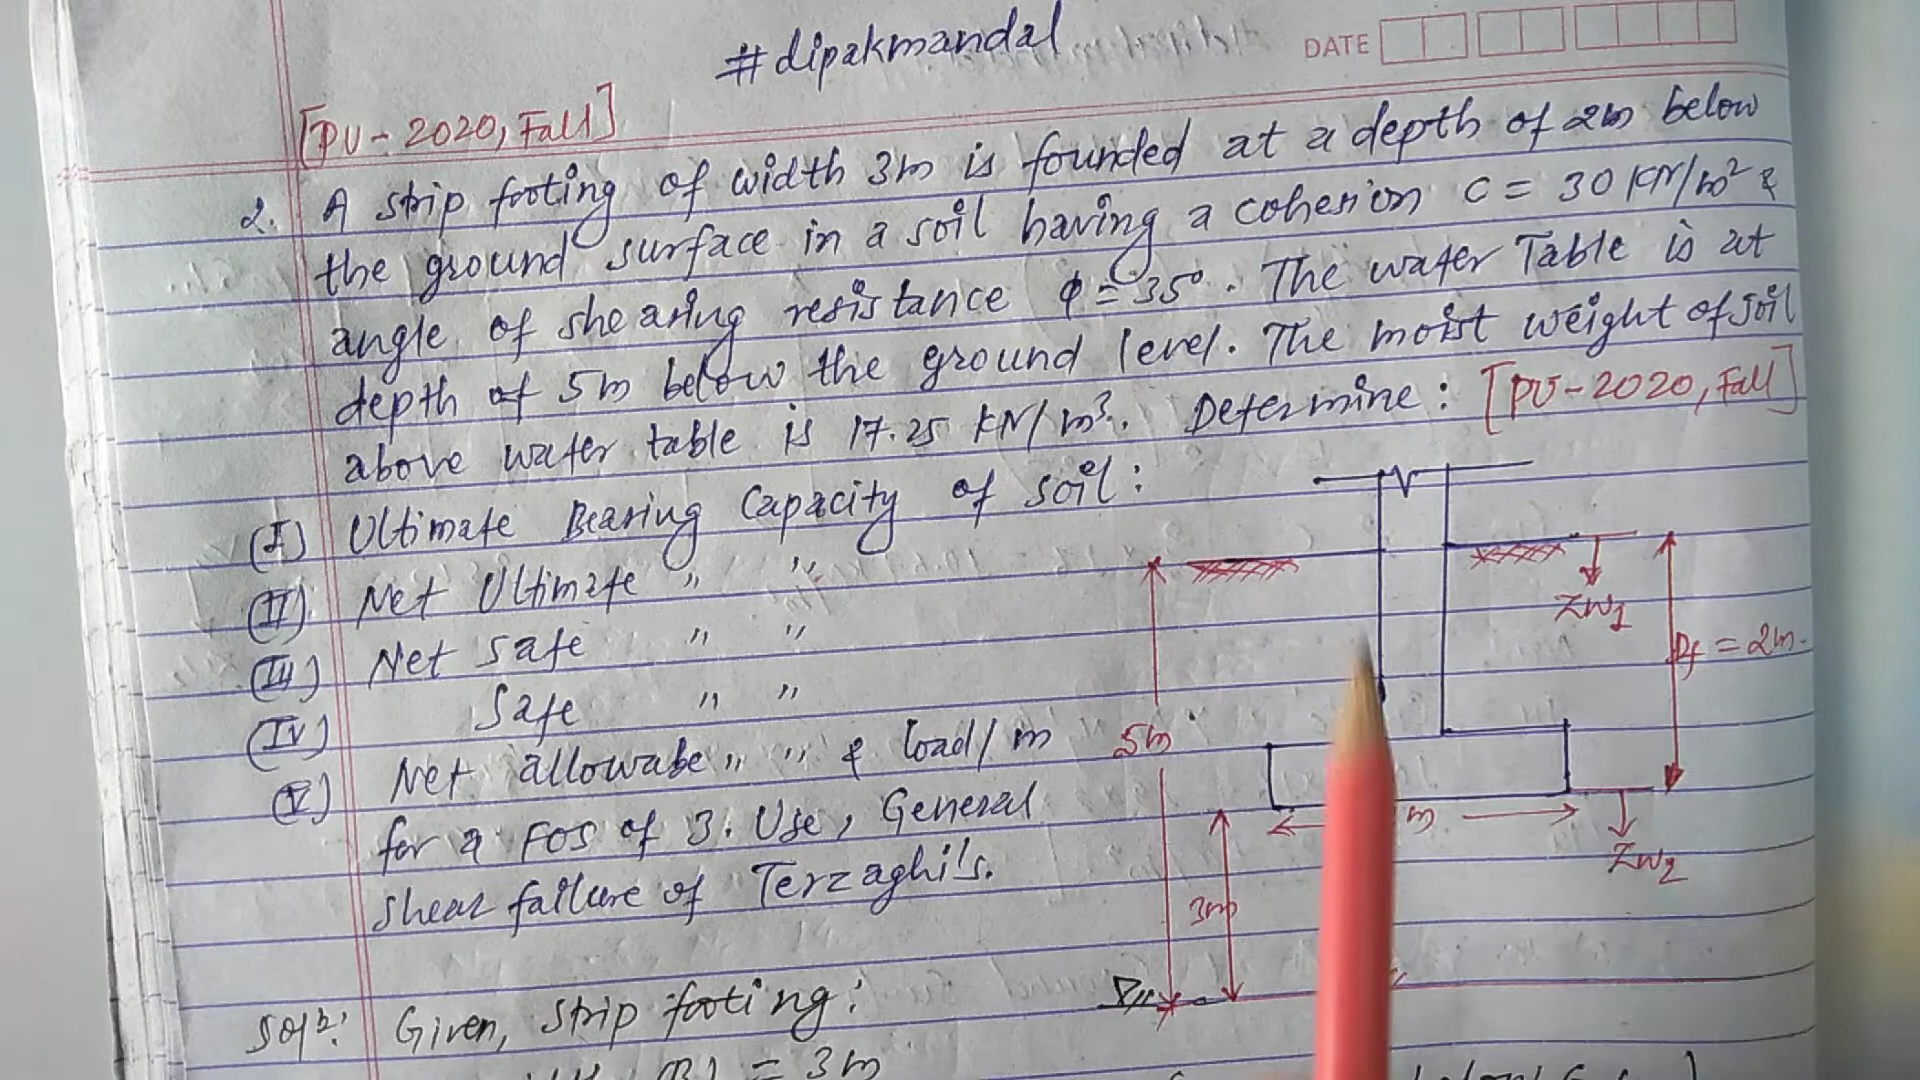 #dipakmandal
DATE
[PU-2020, Fall]
2. A strip footing of width 3m is founded at a depth of 2m below
the ground surface in a soil having a cohesion c = 30 KN/m² &
angle of shearing resistance φ = 35°. The water Table is at
depth of 5m below the ground level. The moist weight of soil
above water table is 17.25 KN/m³. Determine: [PU-2020, Fall]
(I) Ultimate Bearing Capacity of soil:
(II) Net Ultimate " "
(III) Net safe " "
(IV) Safe " "
(V) Net allowabe " " & load/m
for a FOS of 3. Use, General
shear failure of Terzaghi's.
Zw1
Df = 2m.
5m
m
Zw2
3m
Solⁿ: Given, strip footing:
= 3m